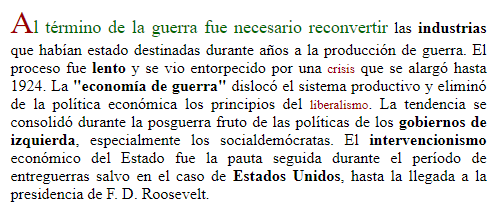 Al término de la guerra fue necesario reconvertir las industrias
que habían estado destinadas durante años a la producción de guerra. El
proceso fue lento y se vio entorpecido por una crisis que se alargó hasta
1924. La "economía de guerra" dislocó el sistema productivo y eliminó
de la política económica los principios del liberalismo. La tendencia se
consolidó durante la posguerra fruto de las políticas de los gobiernos de
izquierda, especialmente los socialdemócratas. El intervencionismo
económico del Estado fue la pauta seguida durante el período de
entreguerras salvo en el caso de Estados Unidos, hasta la llegada a la
presidencia de F. D. Roosevelt.